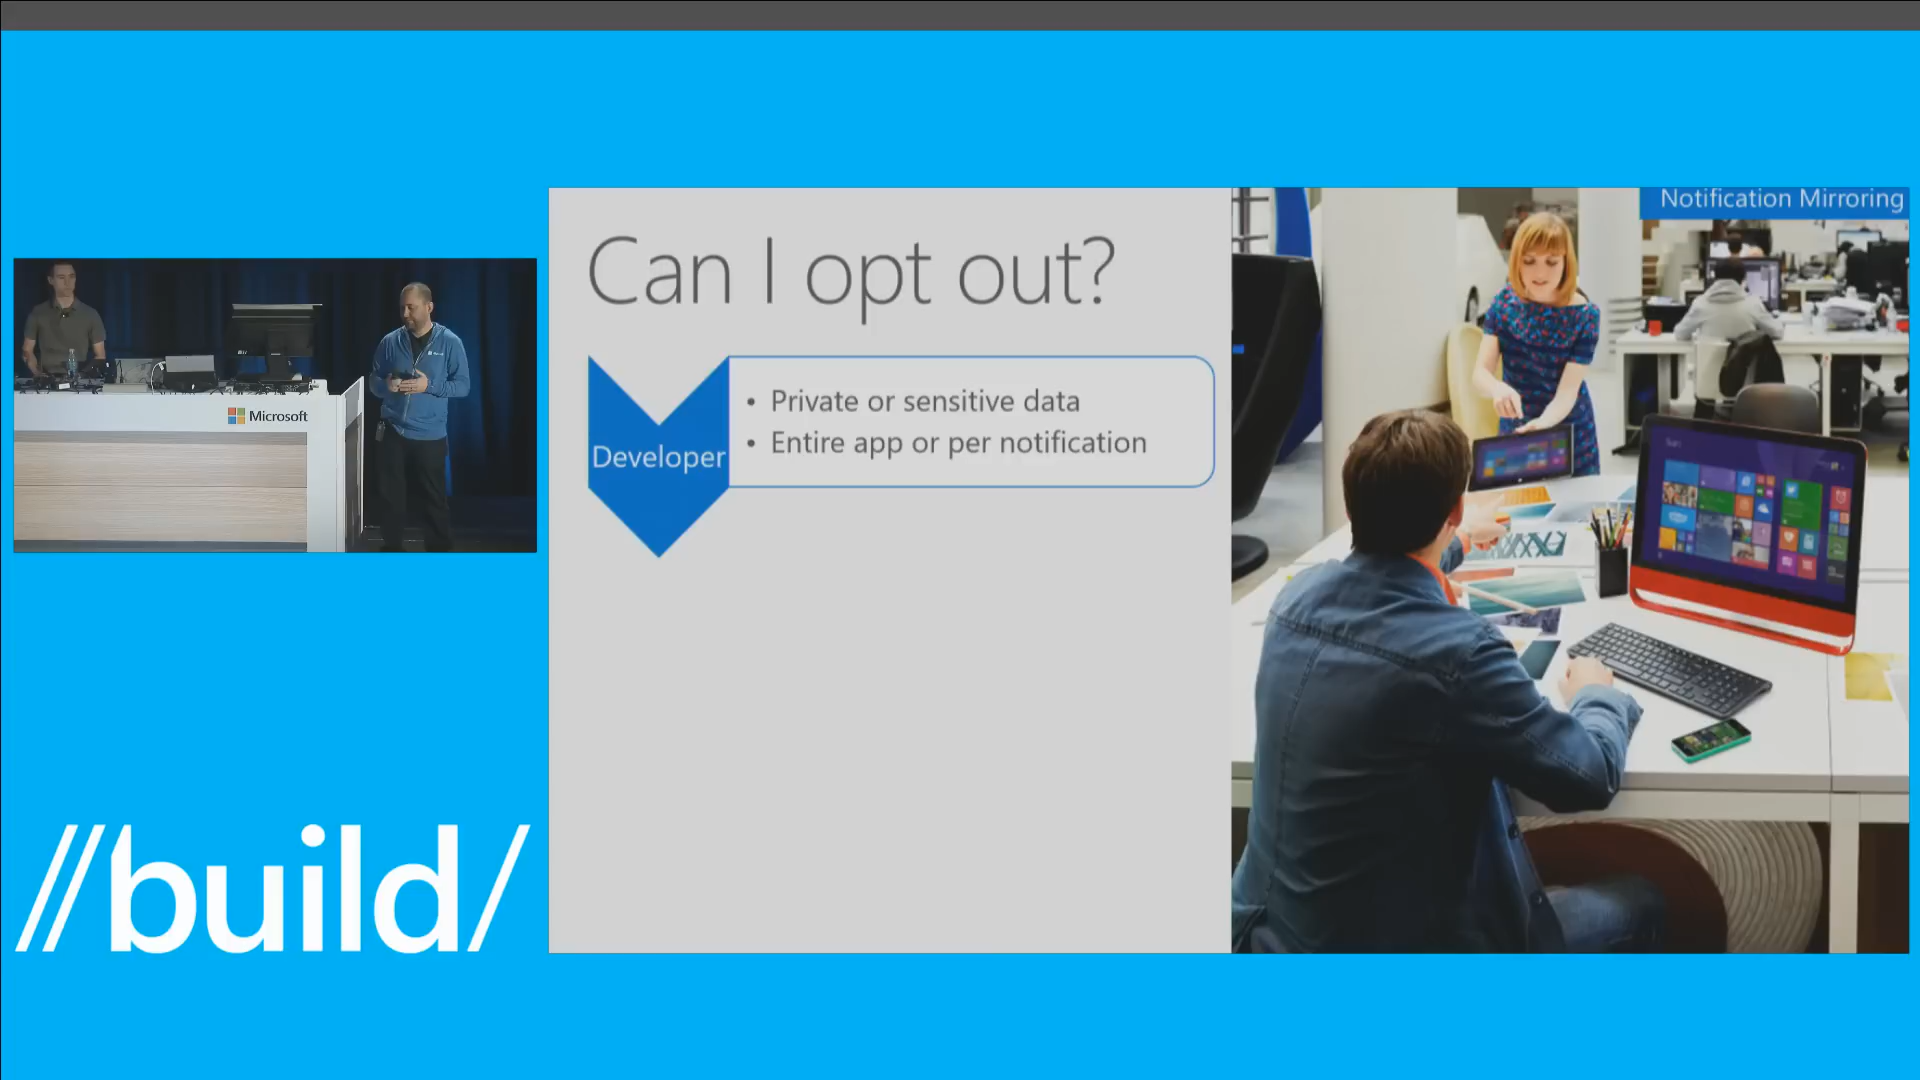 Notification Mirroring
Can I opt out?
Developer
• Private or sensitive data
• Entire app or per notification
Microsoft
//build/